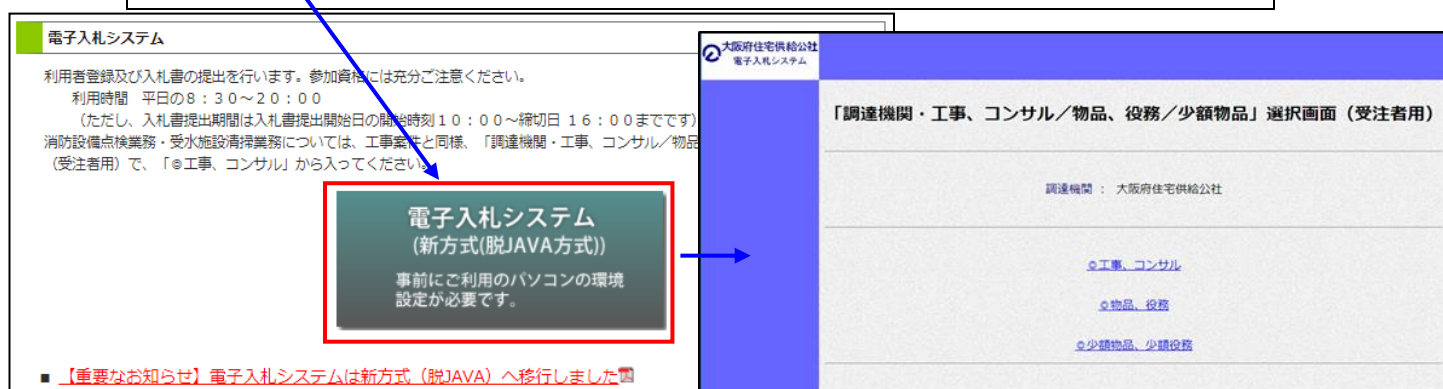 電子入札システム
利用者登録及び入札書の提出を行います。参加資格には充分ご注意ください。
利用時間　平日の8：30～20：00
（ただし、入札書提出期間は入札書提出開始日の開始時刻10：00～締切日 16：00までです）
消防設備点検業務・受水施設清掃業務については、工事案件と同様、「調達機関・工事、コンサル／物品
（受注者用）で、「◎工事、コンサル」から入ってください。
電子入札システム
(新方式(脱JAVA方式))
事前にご利用のパソコンの環境
設定が必要です。
■ 【重要なお知らせ】電子入札システムは新方式（脱JAVA）へ移行しました
大阪府住宅供給公社
電子入札システム
「調達機関・工事、コンサル／物品、役務／少額物品」選択画面（受注者用）
調達機関 ： 大阪府住宅供給公社
◎工事、コンサル
◎物品、役務
◎少額物品、少額役務